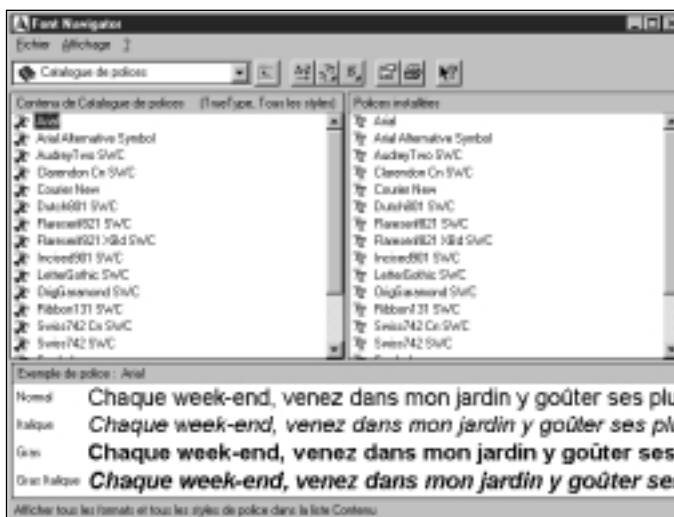 Font Navigator
Fichier Affichage ?
Catalogue de polices
Contenu de Catalogue de polices (TrueType, Tous les styles)
Arial
Arial Alternative Symbol
AudreyTwo SWC
Clarendon Cn SWC
Courier New
Dutch801 SWC
Flareserif821 SWC
Flareserif821 XBd SWC
Incised901 SWC
LetterGothic SWC
OrigGaramond SWC
Ribbon131 SWC
Swiss742 Cn SWC
Swiss742 SWC
Polices installées
Arial
Arial Alternative Symbol
AudreyTwo SWC
Clarendon Cn SWC
Courier New
Dutch801 SWC
Flareserif821 SWC
Flareserif821 XBd SWC
Incised901 SWC
LetterGothic SWC
OrigGaramond SWC
Ribbon131 SWC
Swiss742 Cn SWC
Swiss742 SWC
Exemple de police : Arial
Normal Chaque week-end, venez dans mon jardin y goûter ses plu
Italique Chaque week-end, venez dans mon jardin y goûter ses plu
Gras Chaque week-end, venez dans mon jardin y goûter ses
Gras Italique Chaque week-end, venez dans mon jardin y goûter se
Afficher tous les formats et tous les styles de police dans la liste Contenu